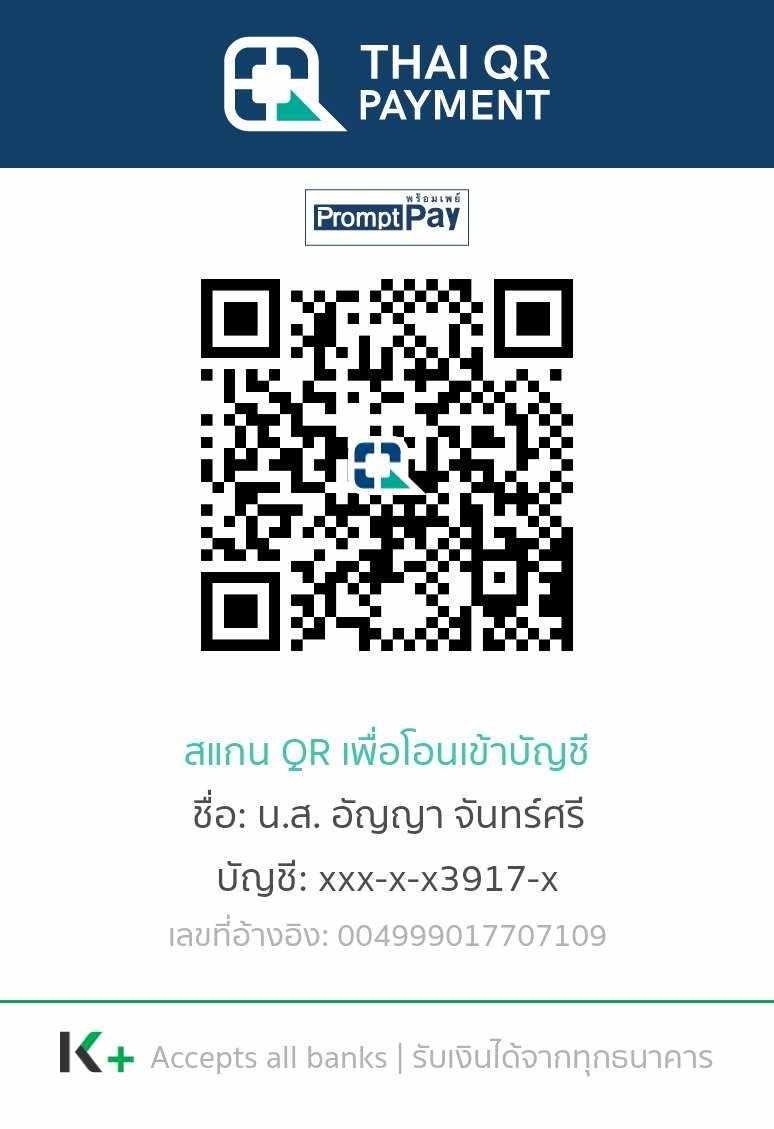 THAI QR
PAYMENT
พร้อมเพย์
PromptPay
สแกน QR เพื่อโอนเข้าบัญชี
ชื่อ: น.ส. อัญญา จันทร์ศรี
บัญชี: xxx-x-x3917-x
เลขที่อ้างอิง: 004999017707109
K+ Accepts all banks | รับเงินได้จากทุกธนาคาร